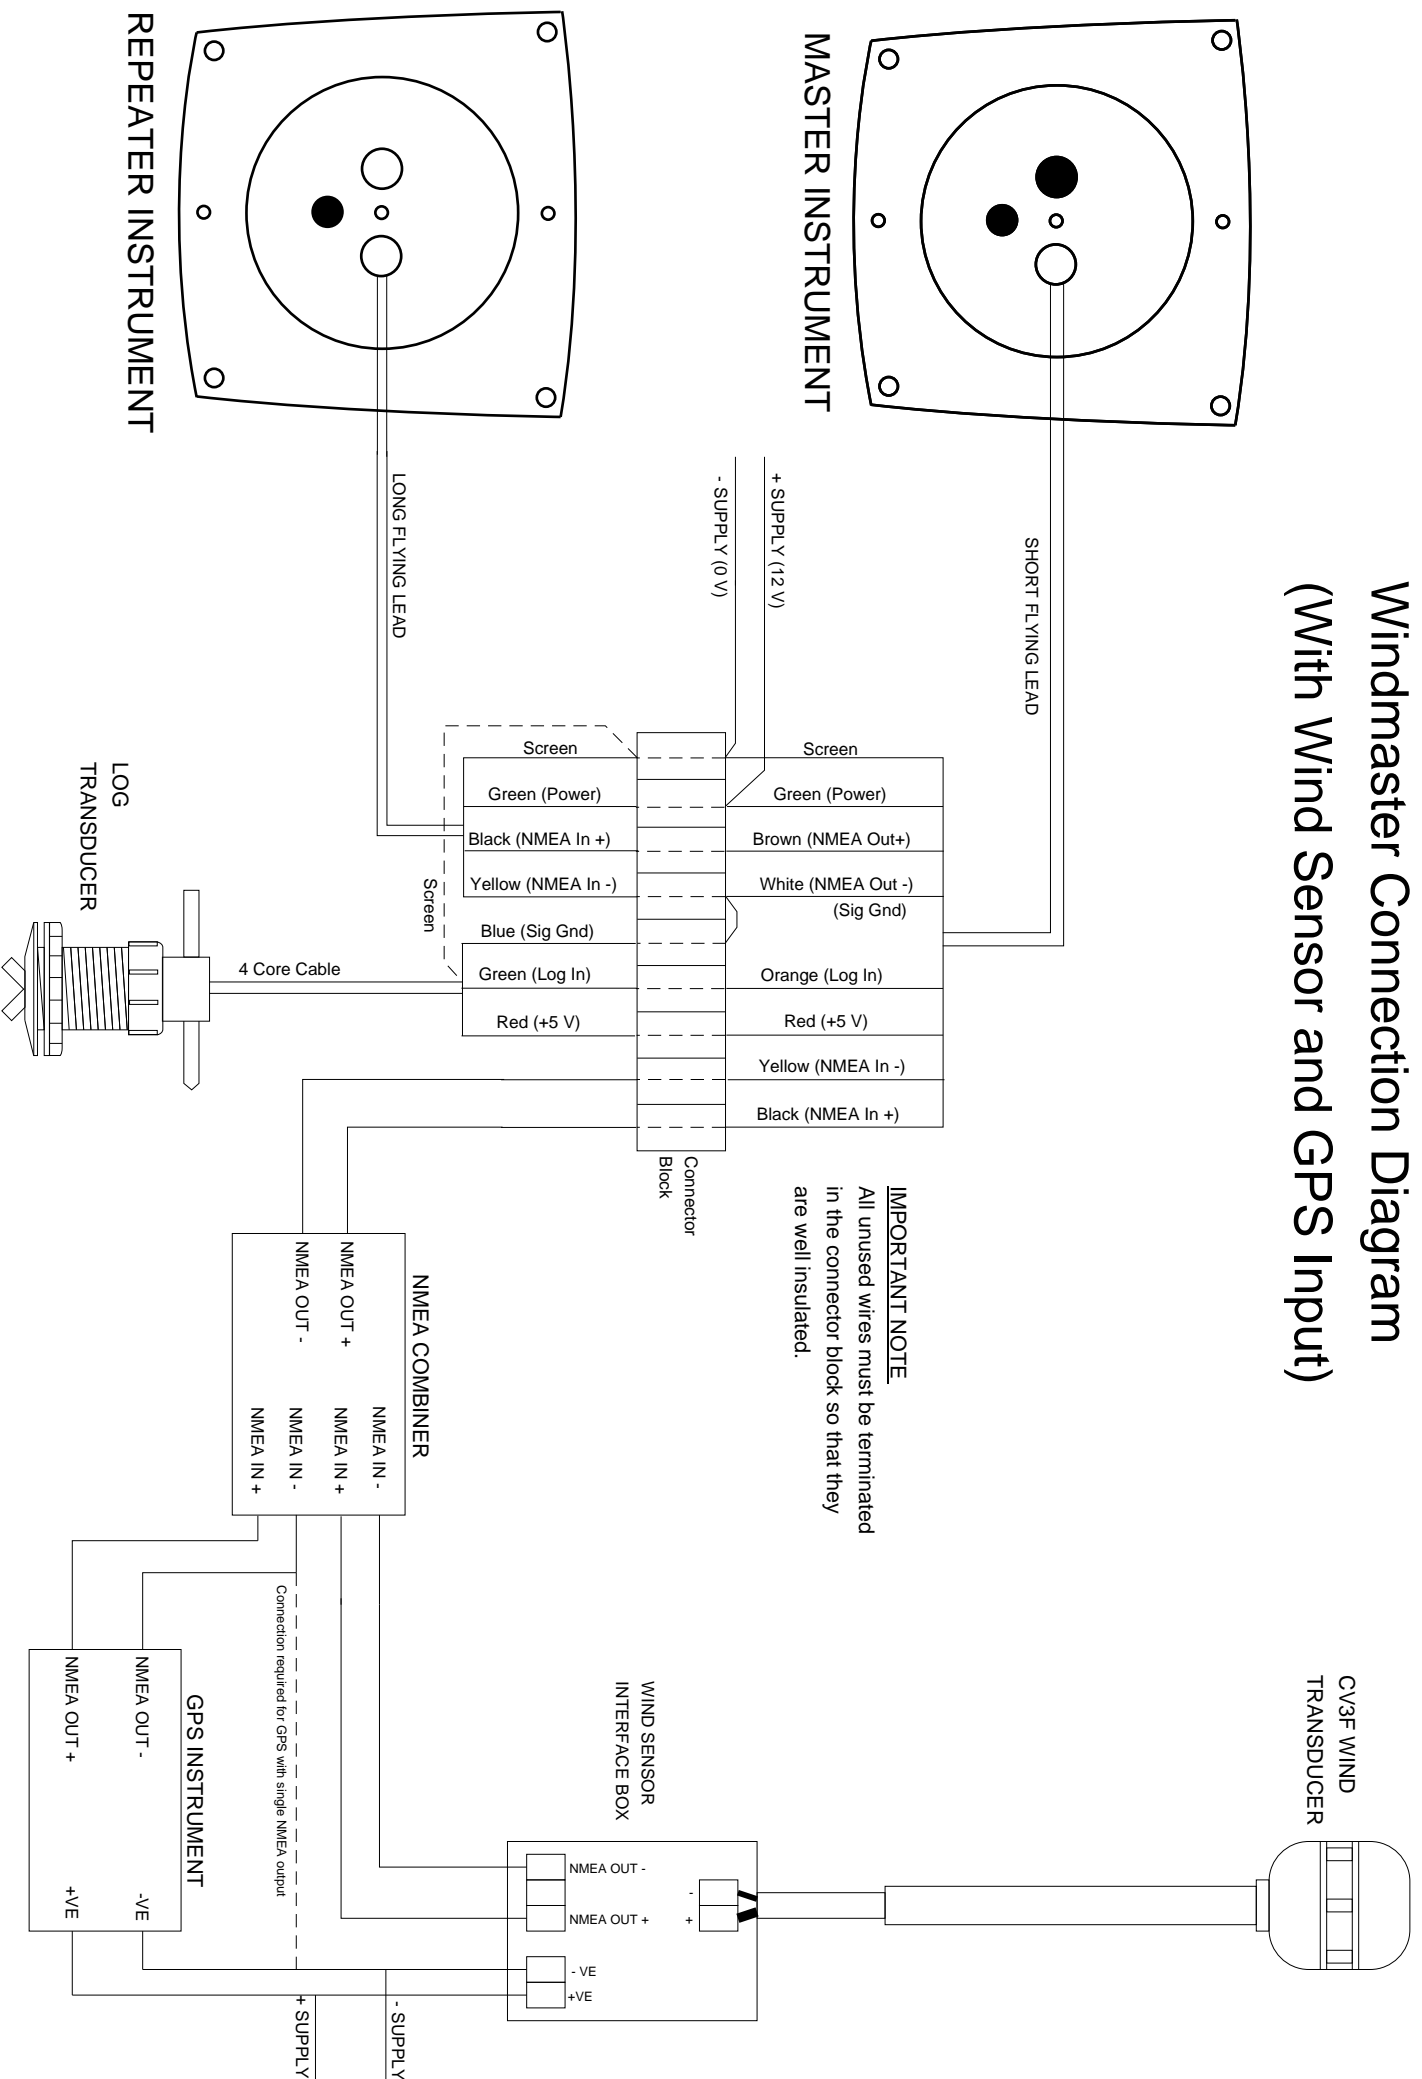 Windmaster Connection Diagram
(With Wind Sensor and GPS Input)
MASTER INSTRUMENT
REPEATER INSTRUMENT
SHORT FLYING LEAD
+ SUPPLY (12 V)
- SUPPLY (0 V)
LONG FLYING LEAD
Screen
Green (Power)
Brown (NMEA Out+)
White (NMEA Out -)
(Sig Gnd)
Orange (Log In)
Red (+5 V)
Yellow (NMEA In -)
Black (NMEA In +)
Screen
Green (Power)
Black (NMEA In +)
Yellow (NMEA In -)
Blue (Sig Gnd)
Green (Log In)
Red (+5 V)
Screen
4 Core Cable
LOG
TRANSDUCER
Connector
Block
IMPORTANT NOTE
All unused wires must be terminated
in the connector block so that they
are well insulated.
NMEA COMBINER
NMEA OUT +
NMEA OUT -
NMEA IN -
NMEA IN +
NMEA IN -
NMEA IN +
CV3F WIND
TRANSDUCER
WIND SENSOR
INTERFACE BOX
NMEA OUT -
NMEA OUT +
-
+
- VE
+VE
Connection required for GPS with single NMEA output
GPS INSTRUMENT
NMEA OUT -
NMEA OUT +
-VE
+VE
- SUPPLY
+ SUPPLY